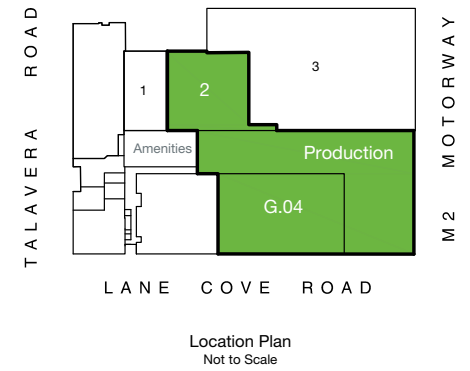 TALAVERA ROAD
1
2
3
M2 MOTORWAY
Amenities
Production
G.04
LANE COVE ROAD
Location Plan
Not to Scale